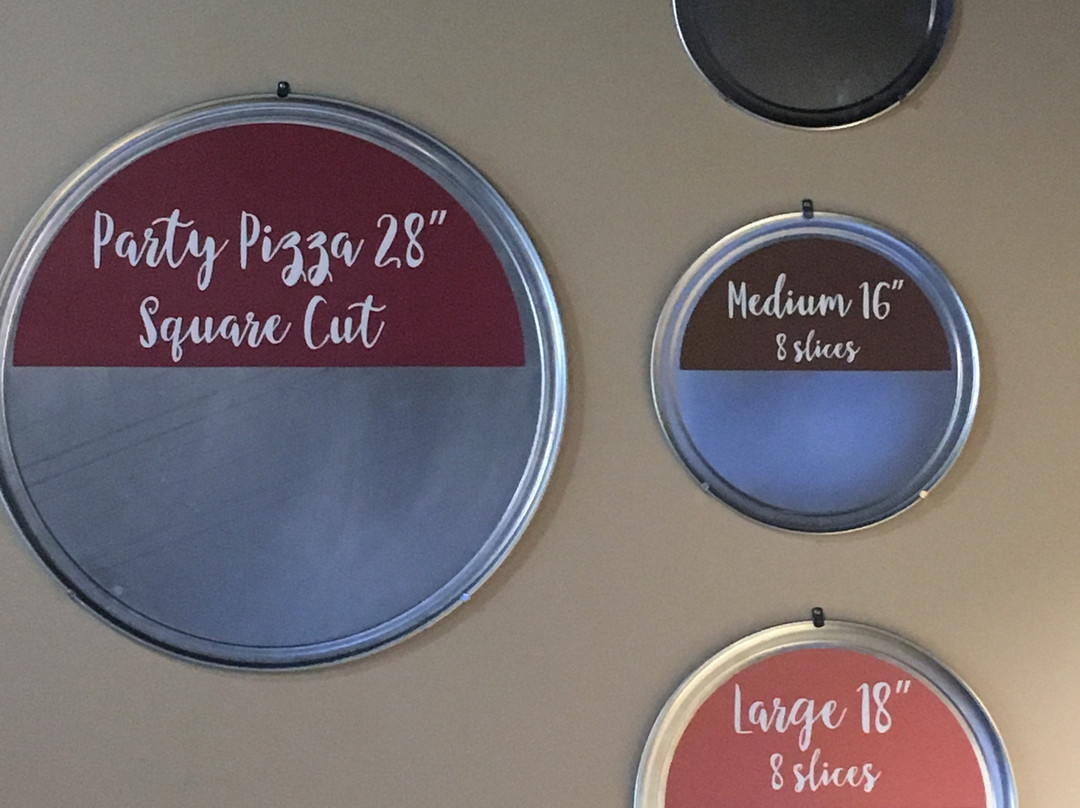 Party Pizza 28"
Square Cut
Medium 16"
8 slices
Large 18"
8 slices